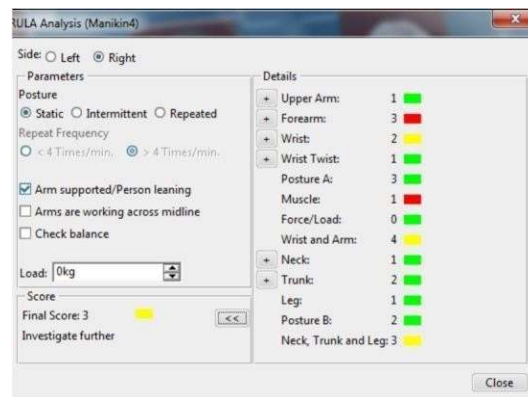 RULA Analysis (Manikin4)
Side: Left Right
Parameters
Posture
Static Intermittent Repeated
Repeat Frequency
< 4 Times/min. > 4 Times/min.
Arm supported/Person leaning
Arms are working across midline
Check balance
Load: 0kg
Score
Final Score: 3
<<
Investigate further
Details
+ Upper Arm: 1
+ Forearm: 3
+ Wrist: 2
+ Wrist Twist: 1
Posture A: 3
Muscle: 1
Force/Load: 0
Wrist and Arm: 4
+ Neck: 1
+ Trunk: 2
Leg: 1
Posture B: 2
Neck, Trunk and Leg: 3
Close